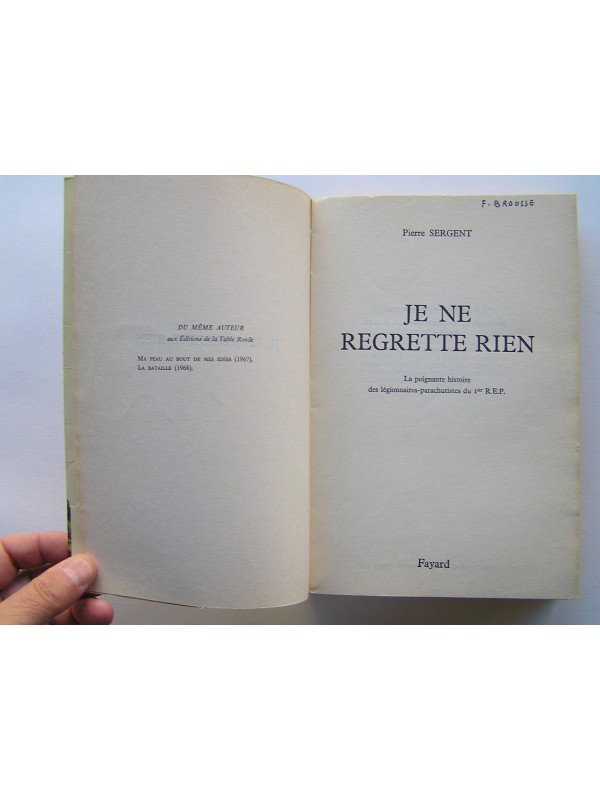 DU MÊME AUTEUR
aux Éditions de la Table Ronde
MA PEAU AU BOUT DE MES IDÉES (1967).
LA BATAILLE (1968).
F. BROUSSE
Pierre SERGENT
JE NE
REGRETTE RIEN
La poignante histoire
des légionnaires-parachutistes du 1er R.E.P.
Fayard